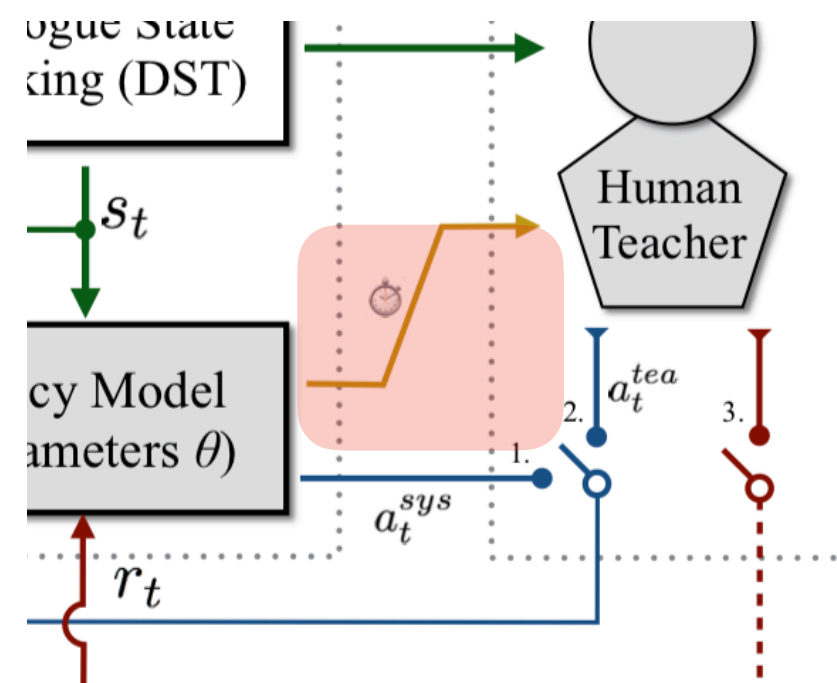 ogue State
king (DST)
s_t
Human
Teacher
cy Model
ameters θ)
a_t^{tea}
2.
3.
1.
a_t^{sys}
r_t